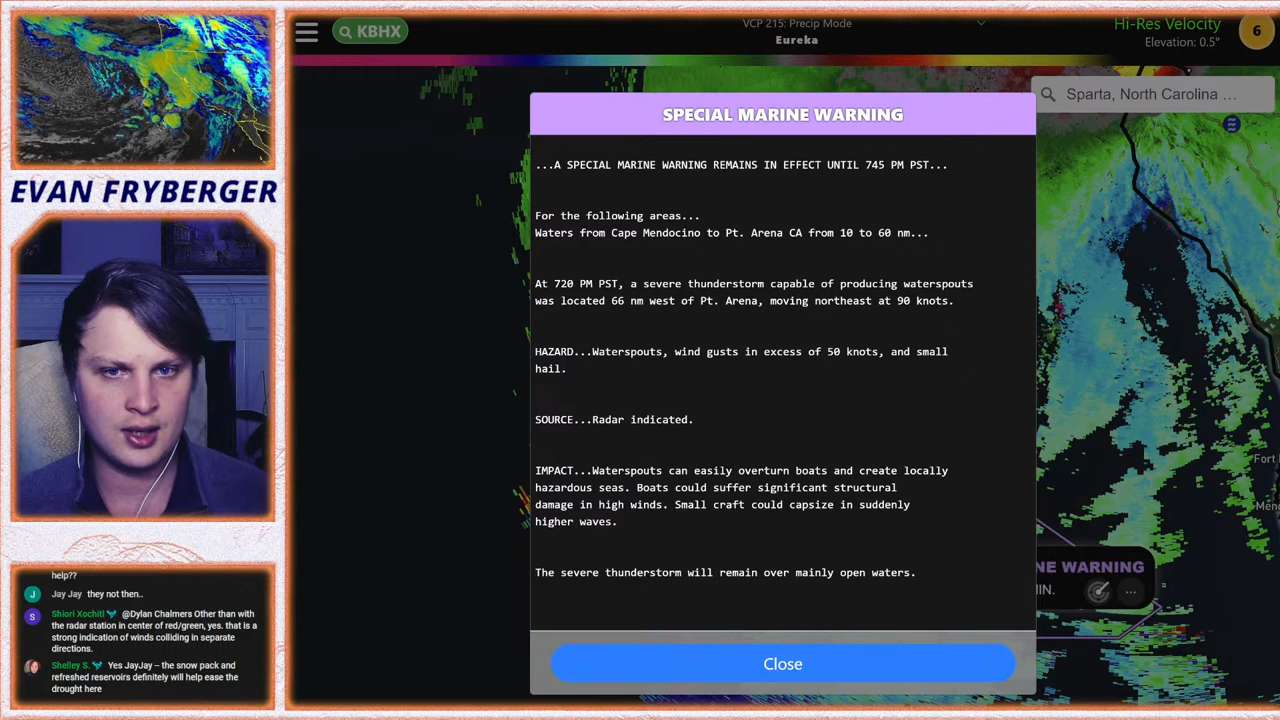 EVAN FRYBERGER
help??
J Jay Jay they not then..
S Shiori Xochitl @Dylan Chalmers Other than with
the radar station in center of red/green, yes. that is a
strong indication of winds colliding in separate
directions.
Shelley S. Yes JayJay -- the snow pack and
refreshed reservoirs definitely will help ease the
drought here
KBHX
VCP 215: Precip Mode
Eureka
Hi-Res Velocity
Elevation: 0.5°
6
Sparta, North Carolina ...
SPECIAL MARINE WARNING
...A SPECIAL MARINE WARNING REMAINS IN EFFECT UNTIL 745 PM PST...
For the following areas...
Waters from Cape Mendocino to Pt. Arena CA from 10 to 60 nm...
At 720 PM PST, a severe thunderstorm capable of producing waterspouts
was located 66 nm west of Pt. Arena, moving northeast at 90 knots.
HAZARD...Waterspouts, wind gusts in excess of 50 knots, and small
hail.
SOURCE...Radar indicated.
IMPACT...Waterspouts can easily overturn boats and create locally
hazardous seas. Boats could suffer significant structural
damage in high winds. Small craft could capsize in suddenly
higher waves.
The severe thunderstorm will remain over mainly open waters.
Close
Fort
NE WARNING
IN.